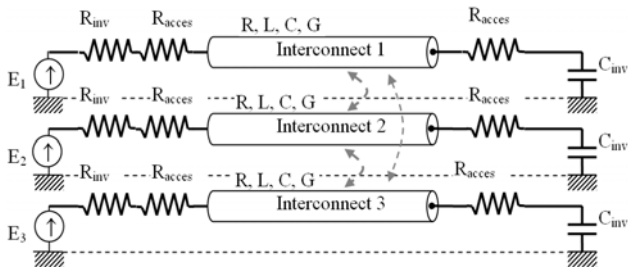 R, L, C, G
R_inv R_acces Interconnect 1 R_acces
E_1 C_inv
R_inv R_acces R, L, C, G R_acces
Interconnect 2
E_2 C_inv
R_inv R_acces R, L, C, G R_acces
Interconnect 3
E_3 C_inv